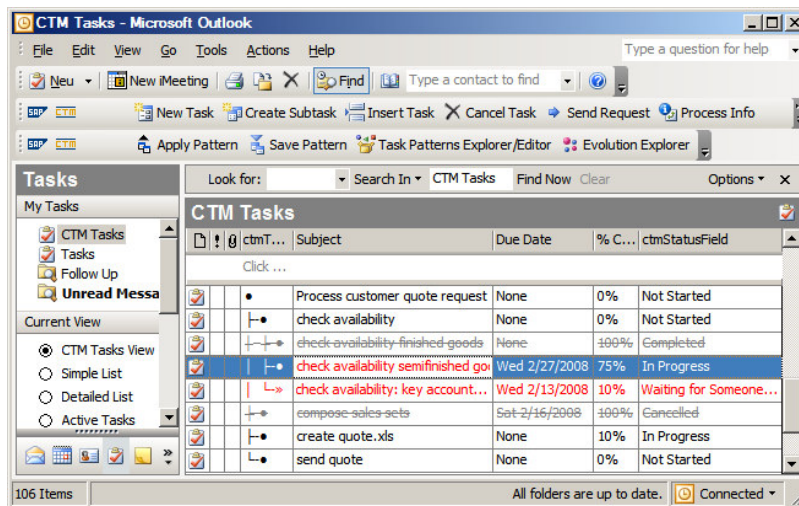 CTM Tasks - Microsoft Outlook
File Edit View Go Tools Actions Help Type a question for help
Neu New iMeeting Find Type a contact to find
SAP CTM New Task Create Subtask Insert Task Cancel Task Send Request Process Info
SAP CTM Apply Pattern Save Pattern Task Patterns Explorer/Editor Evolution Explorer
Tasks Look for: Search In CTM Tasks Find Now Clear Options
My Tasks
CTM Tasks
Tasks
Follow Up
Unread Messa
Current View
CTM Tasks View
Simple List
Detailed List
Active Tasks
CTM Tasks
ctmT... Subject Due Date % C... ctmStatusField
Click ...
Process customer quote request None 0% Not Started
check availability None 0% Not Started
check availability finished goods None 100% Completed
check availability semifinished goo Wed 2/27/2008 75% In Progress
check availability: key account... Wed 2/13/2008 10% Waiting for Someone...
compose sales sets Sat 2/16/2008 100% Cancelled
create quote.xls None 10% In Progress
send quote None 0% Not Started
106 Items All folders are up to date. Connected